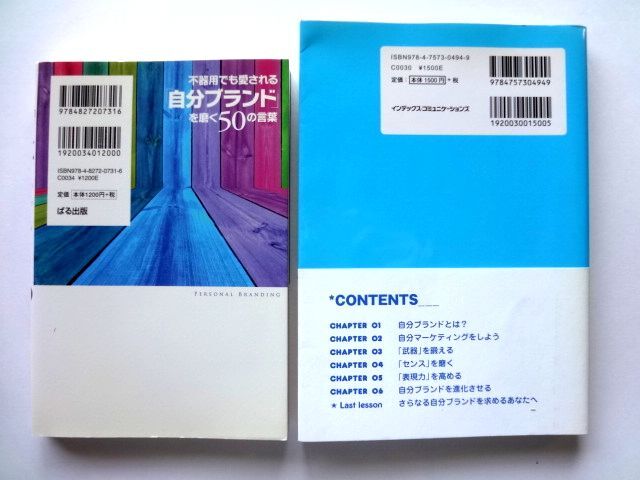 不器用でも愛される
「自分ブランド」
を磨く50の言葉
9784827207316
1920034012000
ISBN978-4-8272-0731-6
C0034 ¥1200E
定価 本体1200円+税
ぱる出版
PERSONAL BRANDING
ISBN978-4-7573-0494-9
C0030 ¥1500E
定価 本体1500円+税
インデックス・コミュニケーションズ
9784757304949
1920030015005
*CONTENTS___
CHAPTER 01 自分ブランドとは?
CHAPTER 02 自分マーケティングをしよう
CHAPTER 03 「武器」を鍛える
CHAPTER 04 「センス」を磨く
CHAPTER 05 「表現力」を高める
CHAPTER 06 自分ブランドを進化させる
★ Last lesson さらなる自分ブランドを求めるあなたへ